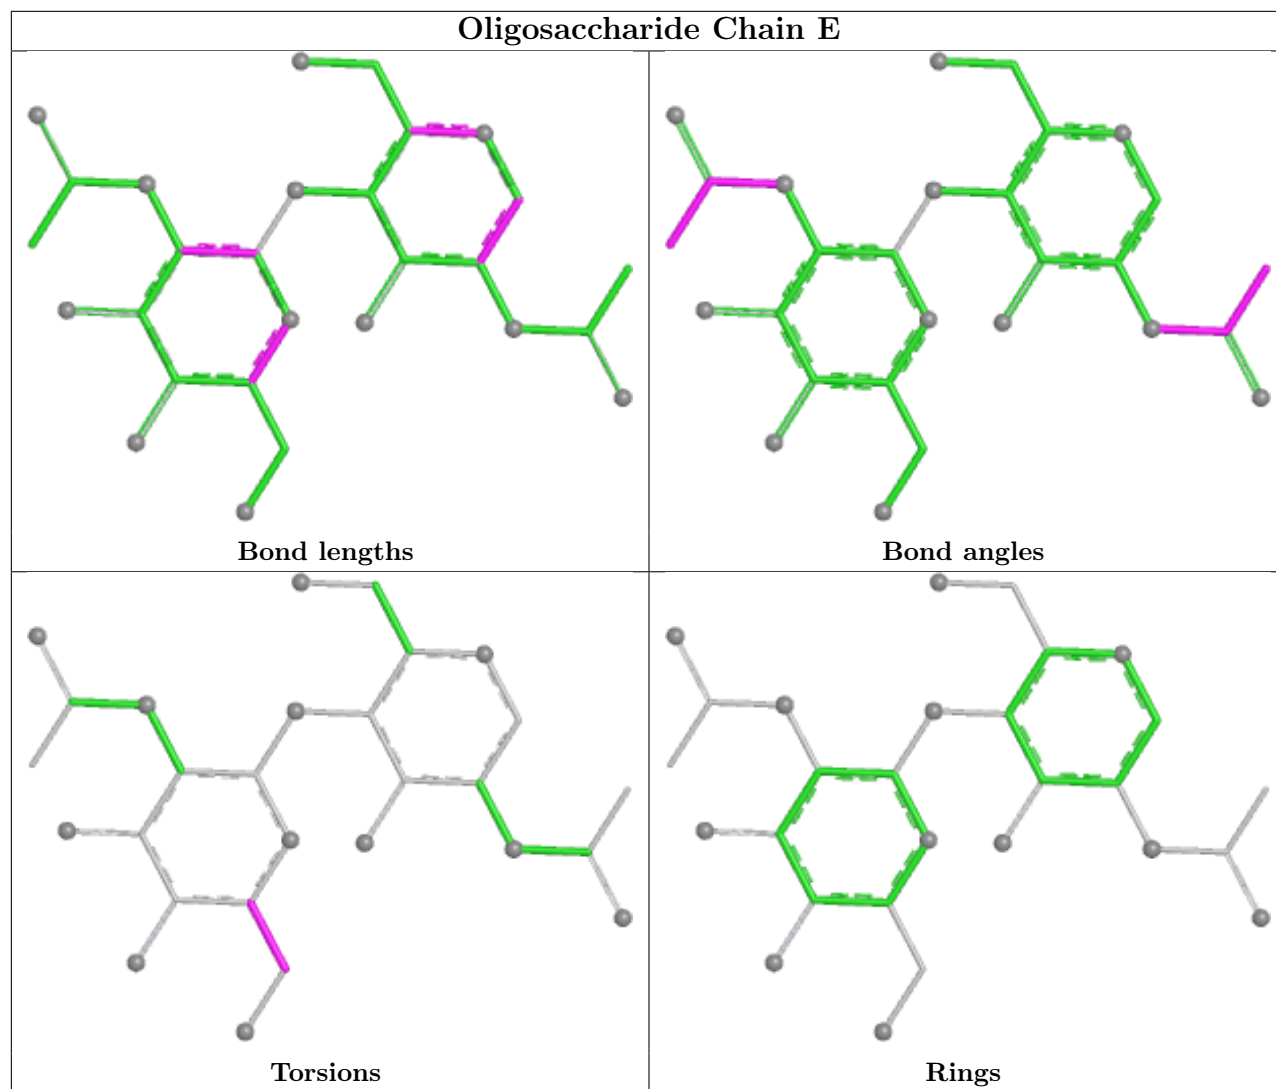 Oligosaccharide Chain E
Bond lengths
Bond angles
Torsions
Rings